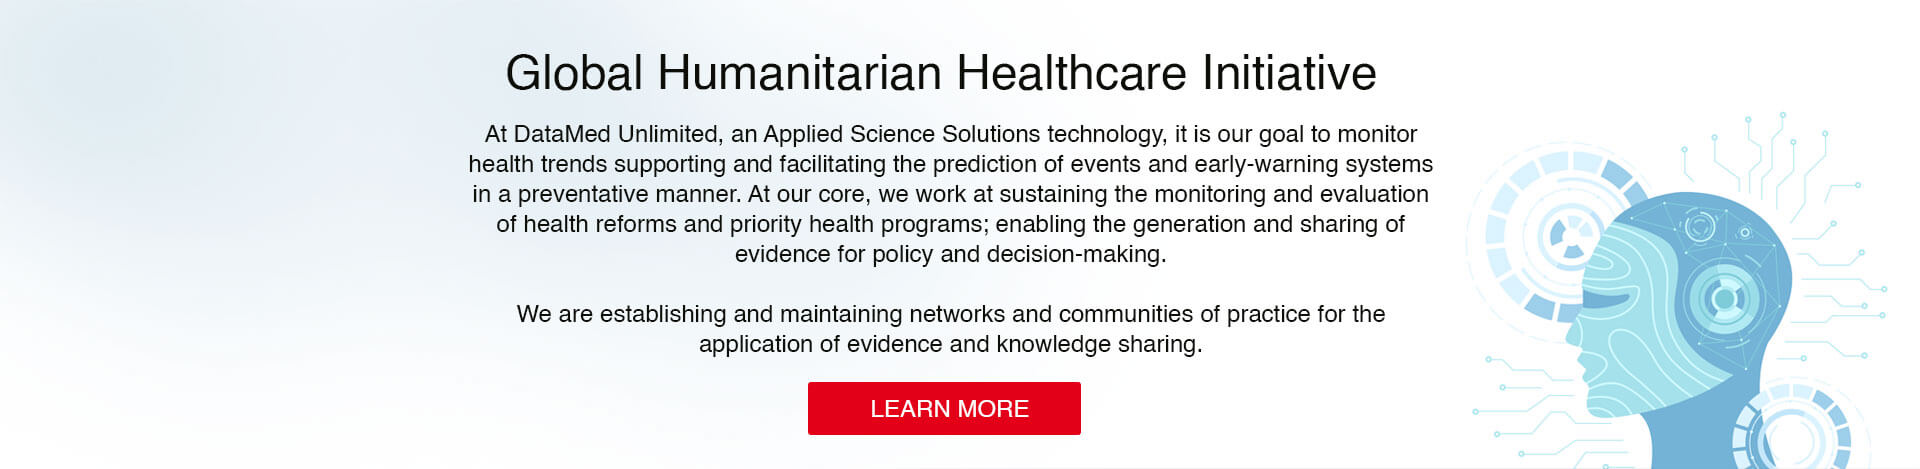 Global Humanitarian Healthcare Initiative
At DataMed Unlimited, an Applied Science Solutions technology, it is our goal to monitor
health trends supporting and facilitating the prediction of events and early-warning systems
in a preventative manner. At our core, we work at sustaining the monitoring and evaluation
of health reforms and priority health programs; enabling the generation and sharing of
evidence for policy and decision-making.
We are establishing and maintaining networks and communities of practice for the
application of evidence and knowledge sharing.
LEARN MORE